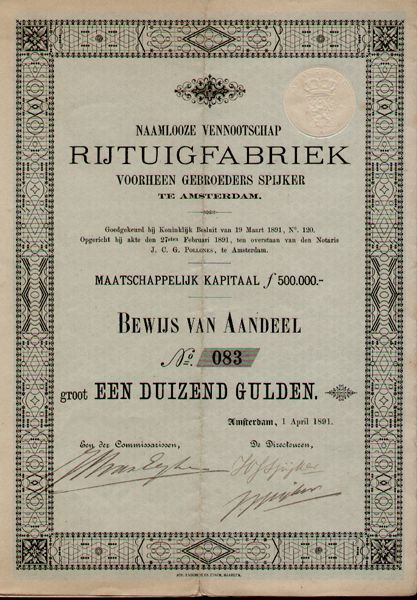 NAAMLOOZE VENNOOTSCHAP
RIJTUIGFABRIEK
VOORHEEN GEBROEDERS SPIJKER
TE AMSTERDAM.
Goedgekeurd bij Koninklijk Besluit van 19 Maart 1891, No. 120.
Opgericht bij akte den 27sten Februari 1891, ten overstaan van den Notaris
J. C. G. POLLONES, te Amsterdam.
MAATSCHAPPELIJK KAPITAAL ƒ 500.000.-
BEWIJS VAN AANDEEL
No. 083
groot EEN DUIZEND GULDEN.
Amsterdam, 1 April 1891.
Een der Commissarissen,
De Directeuren,